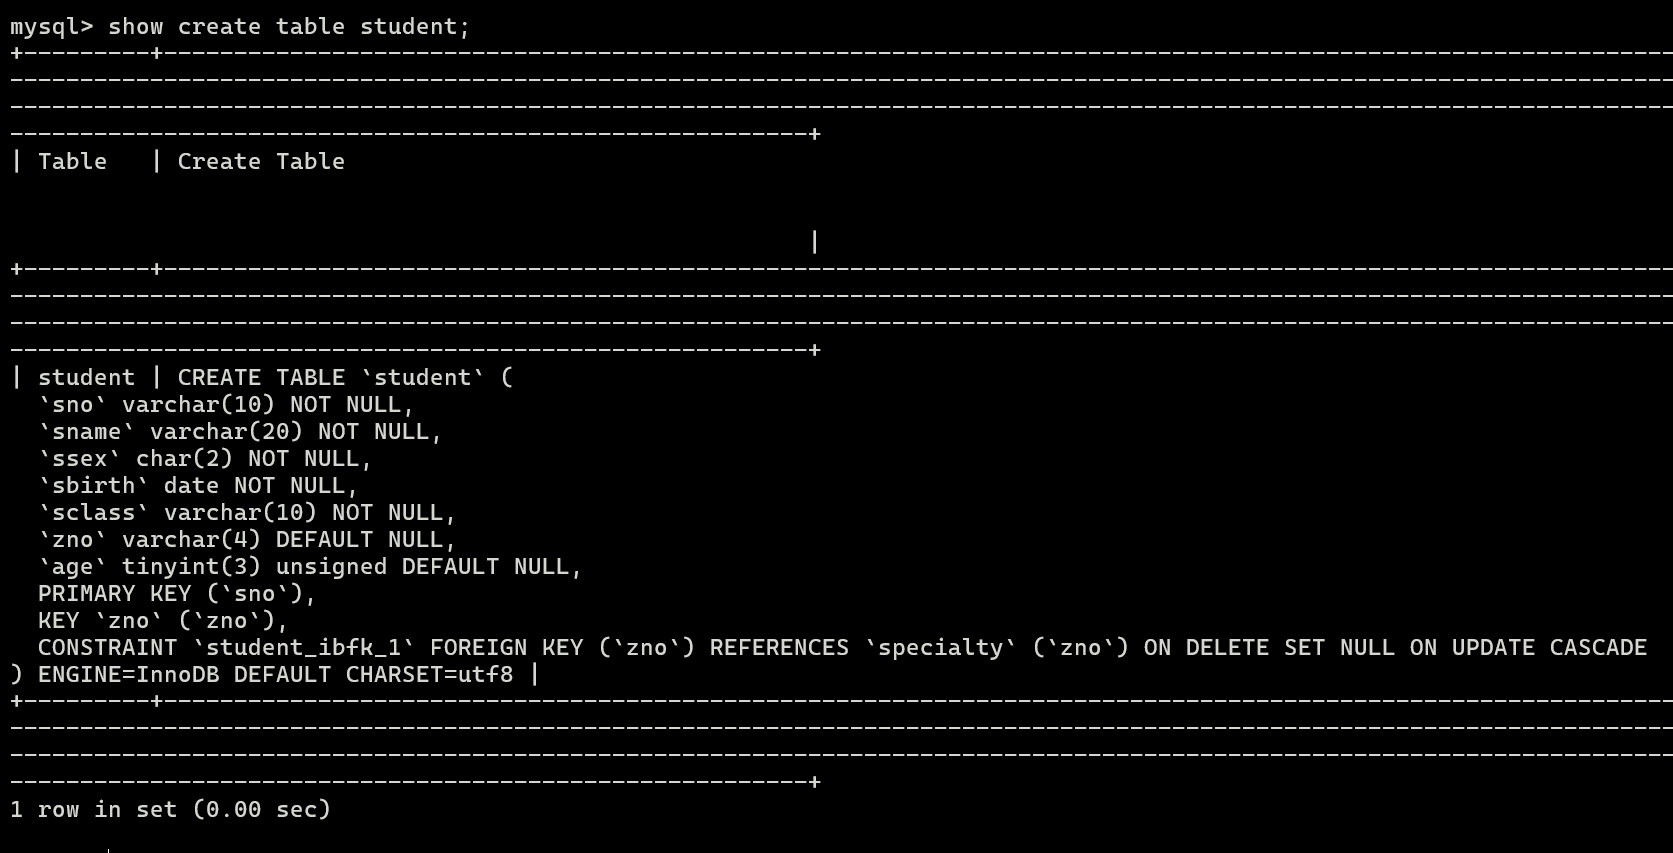 mysql> show create table student;
+---------+------------------------------------------------------------------------------------------------------------
-----------------------------------------------------------------------------------------------------------------------
-----------------------------------------------------------------------------------------------------------------------
---------------------------------------------------------+
| Table   | Create Table
|
+---------+------------------------------------------------------------------------------------------------------------
-----------------------------------------------------------------------------------------------------------------------
-----------------------------------------------------------------------------------------------------------------------
---------------------------------------------------------+
| student | CREATE TABLE `student` (
  `sno` varchar(10) NOT NULL,
  `sname` varchar(20) NOT NULL,
  `ssex` char(2) NOT NULL,
  `sbirth` date NOT NULL,
  `sclass` varchar(10) NOT NULL,
  `zno` varchar(4) DEFAULT NULL,
  `age` tinyint(3) unsigned DEFAULT NULL,
  PRIMARY KEY (`sno`),
  KEY `zno` (`zno`),
  CONSTRAINT `student_ibfk_1` FOREIGN KEY (`zno`) REFERENCES `specialty` (`zno`) ON DELETE SET NULL ON UPDATE CASCADE
) ENGINE=InnoDB DEFAULT CHARSET=utf8 |
+---------+------------------------------------------------------------------------------------------------------------
-----------------------------------------------------------------------------------------------------------------------
-----------------------------------------------------------------------------------------------------------------------
---------------------------------------------------------+
1 row in set (0.00 sec)